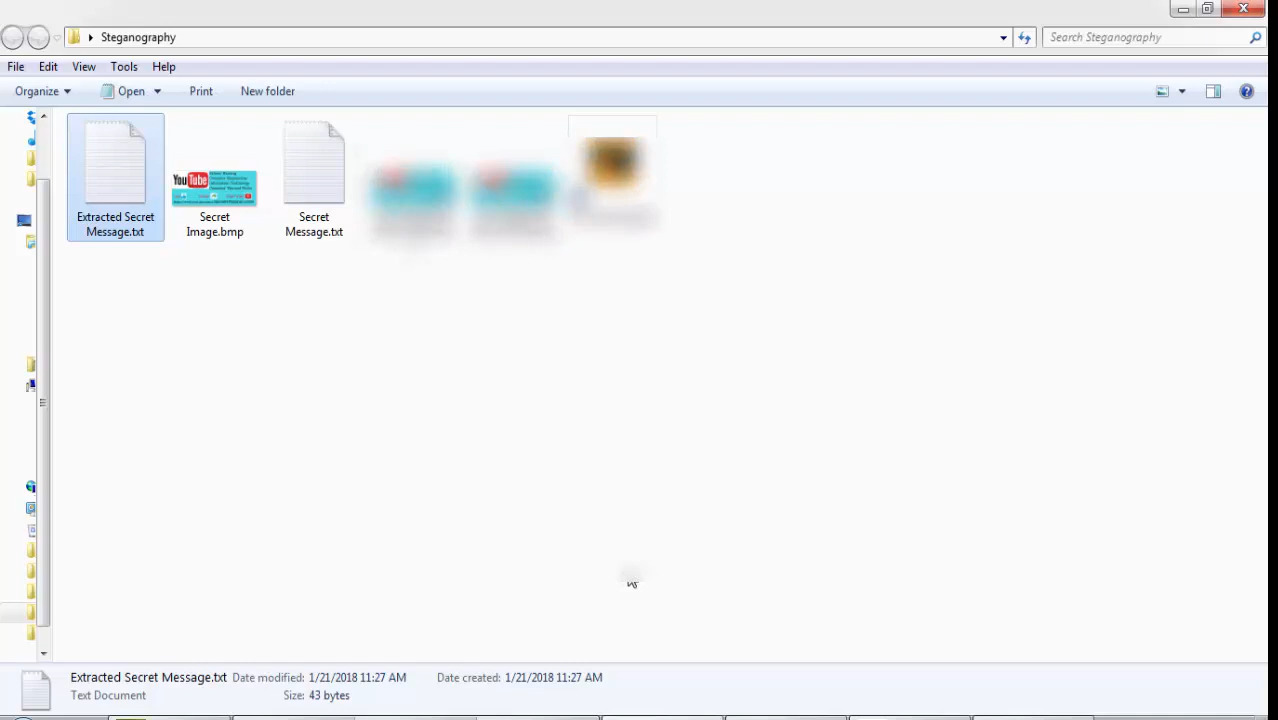 Steganography
Search Steganography
File Edit View Tools Help
Organize Open Print New folder
Extracted Secret
Message.txt
Secret
Image.bmp
Secret
Message.txt
You Tube
Extracted Secret Message.txt Date modified: 1/21/2018 11:27 AM Date created: 1/21/2018 11:27 AM
Text Document Size: 43 bytes